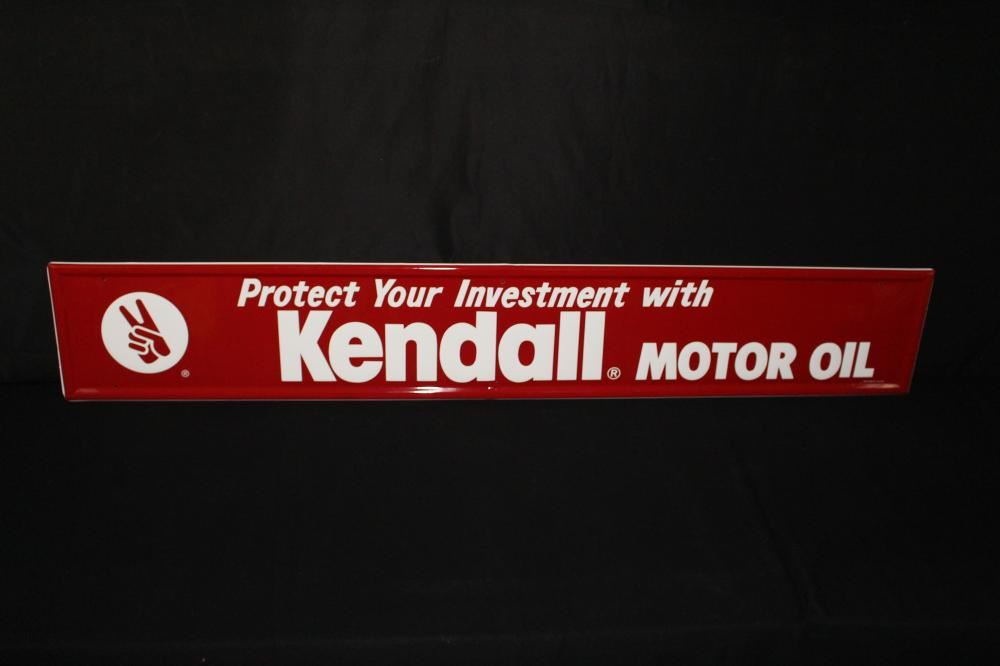 Protect Your Investment with
Kendall® MOTOR OIL
®